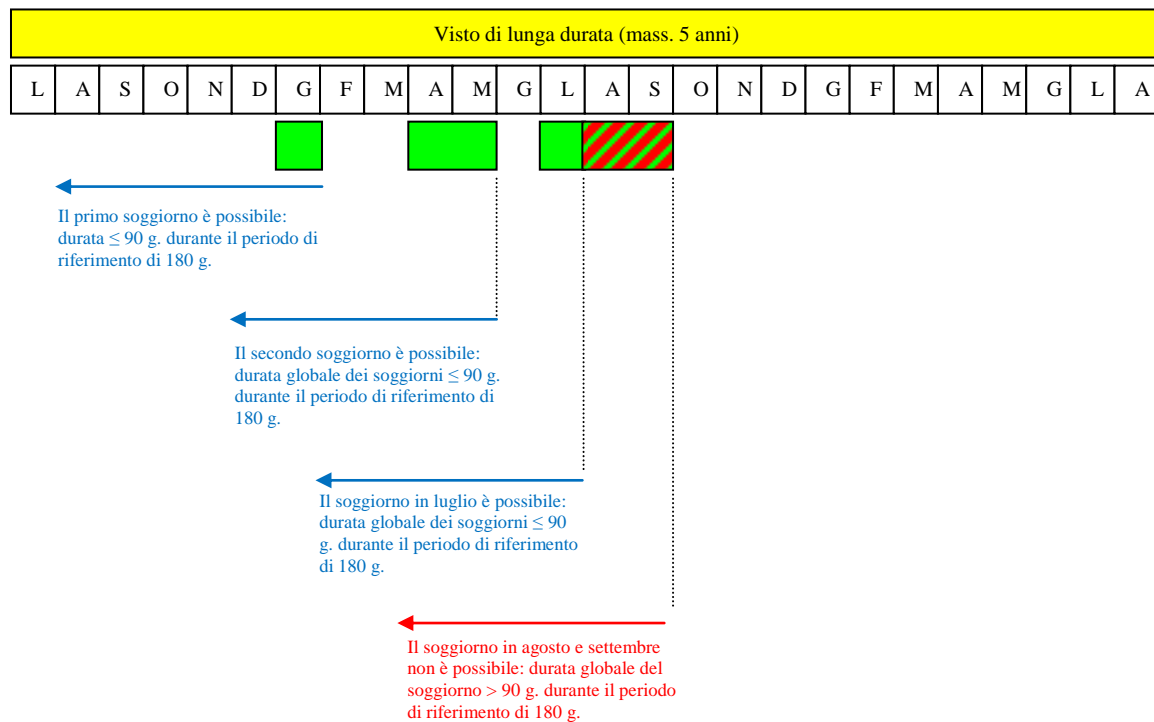 Visto di lunga durata (mass. 5 anni)
L A S O N D G F M A M G L A S O N D G F M A M G L A
Il primo soggiorno è possibile:
durata ≤ 90 g. durante il periodo di
riferimento di 180 g.
Il secondo soggiorno è possibile:
durata globale dei soggiorni ≤ 90 g.
durante il periodo di riferimento di
180 g.
Il soggiorno in luglio è possibile:
durata globale dei soggiorni ≤ 90
g. durante il periodo di riferimento
di 180 g.
Il soggiorno in agosto e settembre
non è possibile: durata globale del
soggiorno > 90 g. durante il periodo
di riferimento di 180 g.